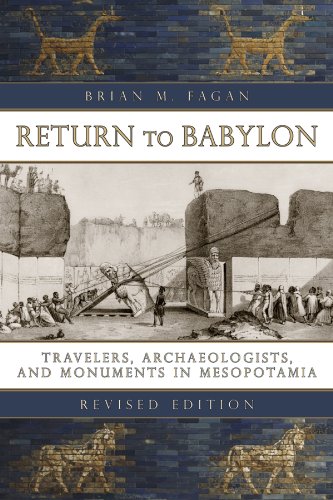 BRIAN M. FAGAN
RETURN TO BABYLON
TRAVELERS, ARCHAEOLOGISTS,
AND MONUMENTS IN MESOPOTAMIA
REVISED EDITION